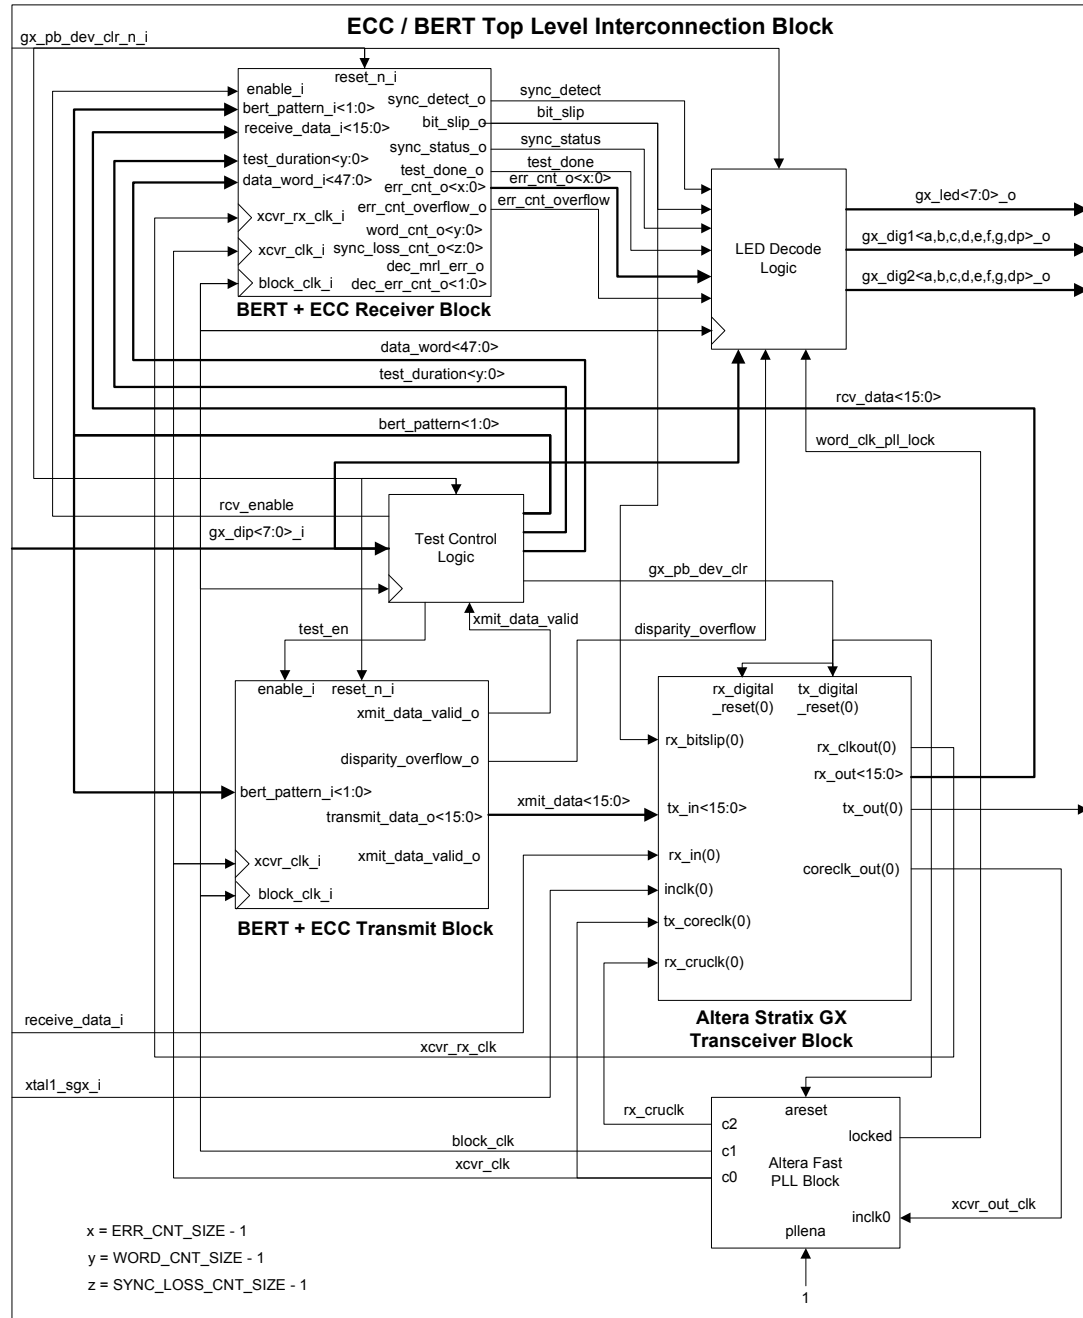 ECC / BERT Top Level Interconnection Block
gx_pb_dev_clr_n_i
reset_n_i
enable_i
bert_pattern_i<1:0>
receive_data_i<15:0>
test_duration<y:0>
data_word_i<47:0>
xcvr_rx_clk_i
xcvr_clk_i
block_clk_i
sync_detect_o
bit_slip_o
sync_status_o
test_done_o
err_cnt_o<x:0>
err_cnt_overflow_o
word_cnt_o<y:0>
sync_loss_cnt_o<z:0>
dec_mrl_err_o
dec_err_cnt_o<1:0>
BERT + ECC Receiver Block
sync_detect
bit_slip
sync_status
test_done
err_cnt_o<x:0>
err_cnt_overflow
LED Decode
Logic
gx_led<7:0>_o
gx_dig1<a,b,c,d,e,f,g,dp>_o
gx_dig2<a,b,c,d,e,f,g,dp>_o
data_word<47:0>
test_duration<y:0>
rcv_data<15:0>
bert_pattern<1:0>
word_clk_pll_lock
rcv_enable
gx_dip<7:0>_i
Test Control
Logic
gx_pb_dev_clr
xmit_data_valid
test_en
disparity_overflow
enable_i
reset_n_i
xmit_data_valid_o
disparity_overflow_o
bert_pattern_i<1:0>
transmit_data_o<15:0>
xcvr_clk_i
xmit_data_valid_o
block_clk_i
BERT + ECC Transmit Block
xmit_data<15:0>
rx_digital
_reset(0)
tx_digital
_reset(0)
rx_bitslip(0)
rx_clkout(0)
rx_out<15:0>
tx_in<15:0>
tx_out(0)
rx_in(0)
coreclk_out(0)
inclk(0)
tx_coreclk(0)
rx_cruclk(0)
Altera Stratix GX
Transceiver Block
receive_data_i
xcvr_rx_clk
xtal1_sgx_i
rx_cruclk
block_clk
xcvr_clk
areset
c2
c1
c0
locked
Altera Fast
PLL Block
inclk0
pllena
xcvr_out_clk
1
x = ERR_CNT_SIZE - 1
y = WORD_CNT_SIZE - 1
z = SYNC_LOSS_CNT_SIZE - 1